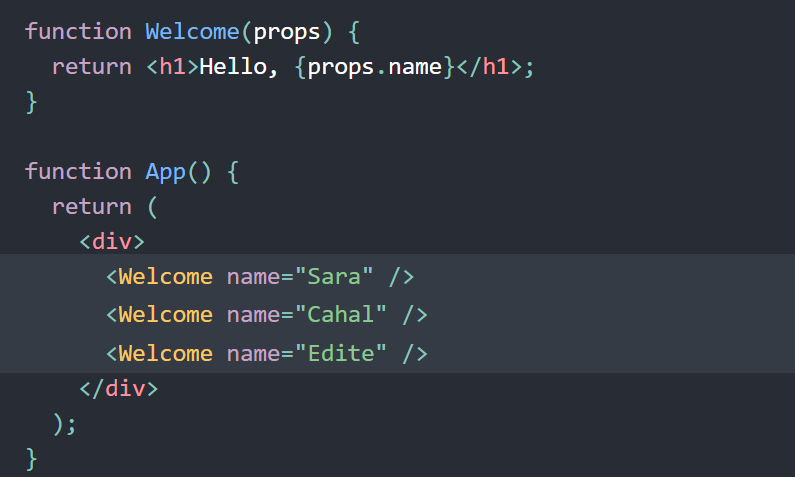 function Welcome(props) {
  return <h1>Hello, {props.name}</h1>;
}

function App() {
  return (
    <div>
      <Welcome name="Sara" />
      <Welcome name="Cahal" />
      <Welcome name="Edite" />
    </div>
  );
}